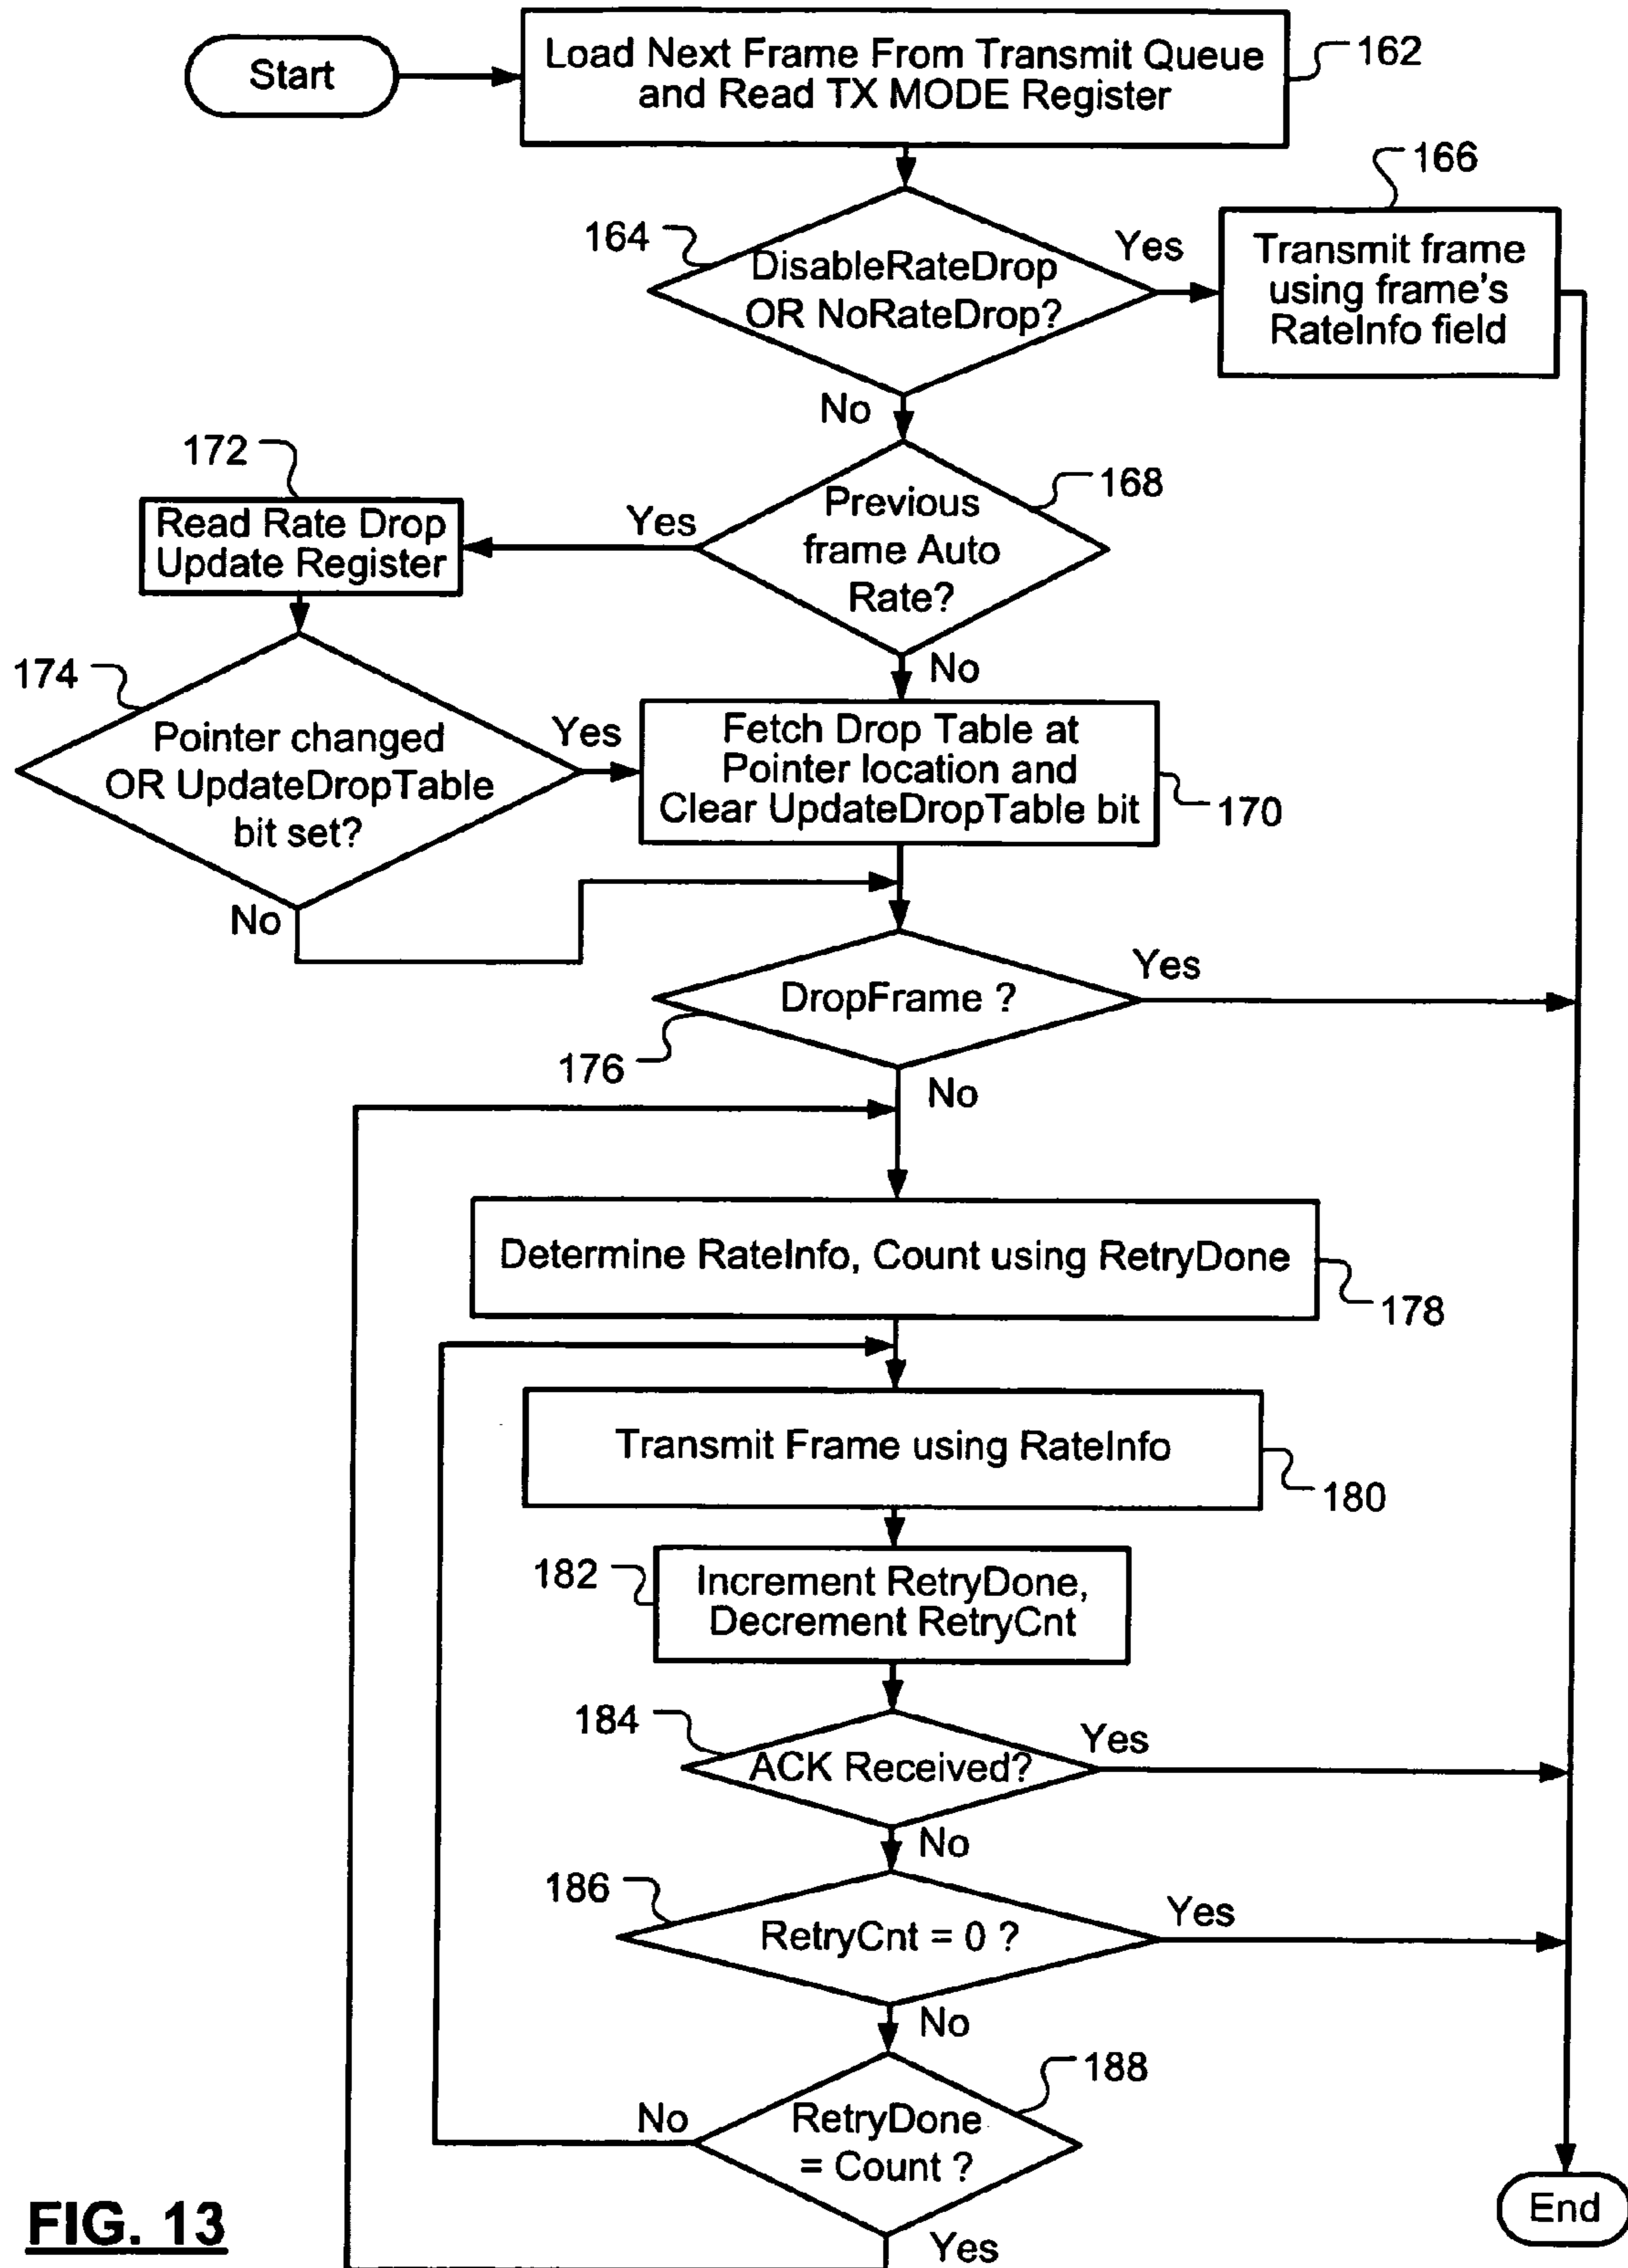 Start
Load Next Frame From Transmit Queue
and Read TX MODE Register
162
166
164
DisableRateDrop
OR NoRateDrop?
Yes
Transmit frame
using frame's
RateInfo field
No
172
168
Read Rate Drop
Update Register
Yes
Previous
frame Auto
Rate?
No
174
Pointer changed
OR UpdateDropTable
bit set?
Yes
Fetch Drop Table at
Pointer location and
Clear UpdateDropTable bit
170
No
DropFrame ?
Yes
176
No
Determine RateInfo, Count using RetryDone
178
Transmit Frame using RateInfo
180
182
Increment RetryDone,
Decrement RetryCnt
184
ACK Received?
Yes
No
186
RetryCnt = 0 ?
Yes
No
188
No
RetryDone
= Count ?
Yes
End
FIG. 13